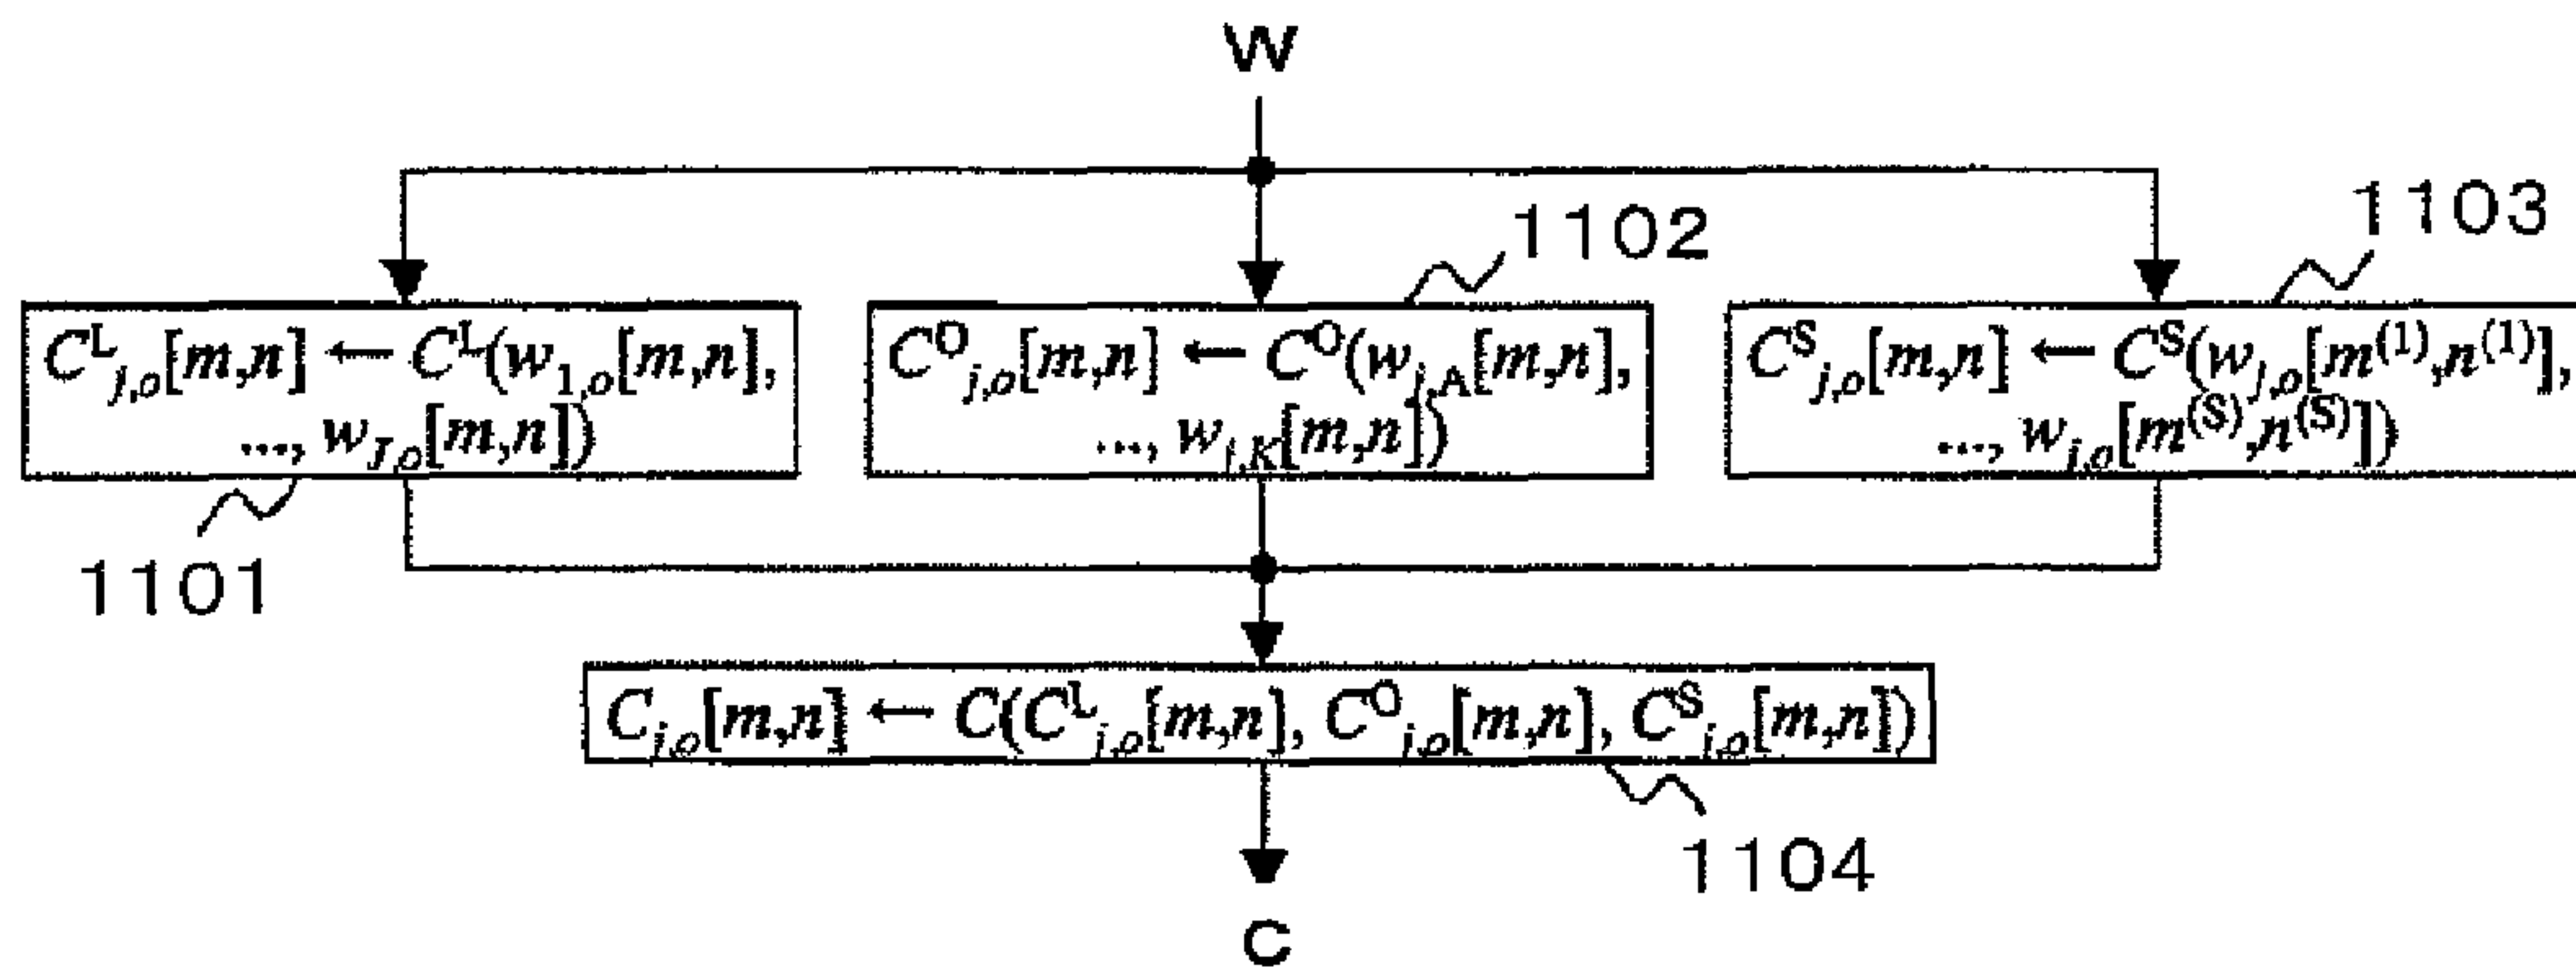 W
1102
1103
C^L_{j,o}[m,n] ← C^L(w_{1,o}[m,n],
..., w_{J,o}[m,n])
C^O_{j,o}[m,n] ← C^O(w_{j,A}[m,n],
..., w_{j,K}[m,n])
C^S_{j,o}[m,n] ← C^S(w_{j,o}[m^{(1)},n^{(1)}],
..., w_{j,o}[m^{(S)},n^{(S)}])
1101
C_{j,o}[m,n] ← C(C^L_{j,o}[m,n], C^O_{j,o}[m,n], C^S_{j,o}[m,n])
1104
C